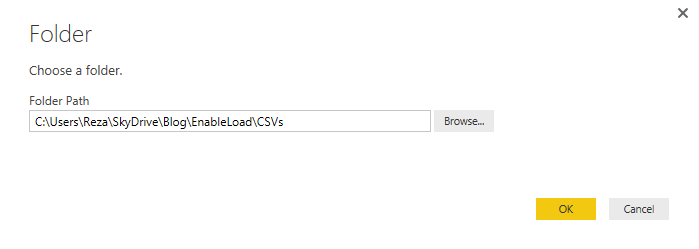 Folder
Choose a folder.
Folder Path
C:\Users\Reza\SkyDrive\Blog\EnableLoad\CSVs
Browse...
OK
Cancel